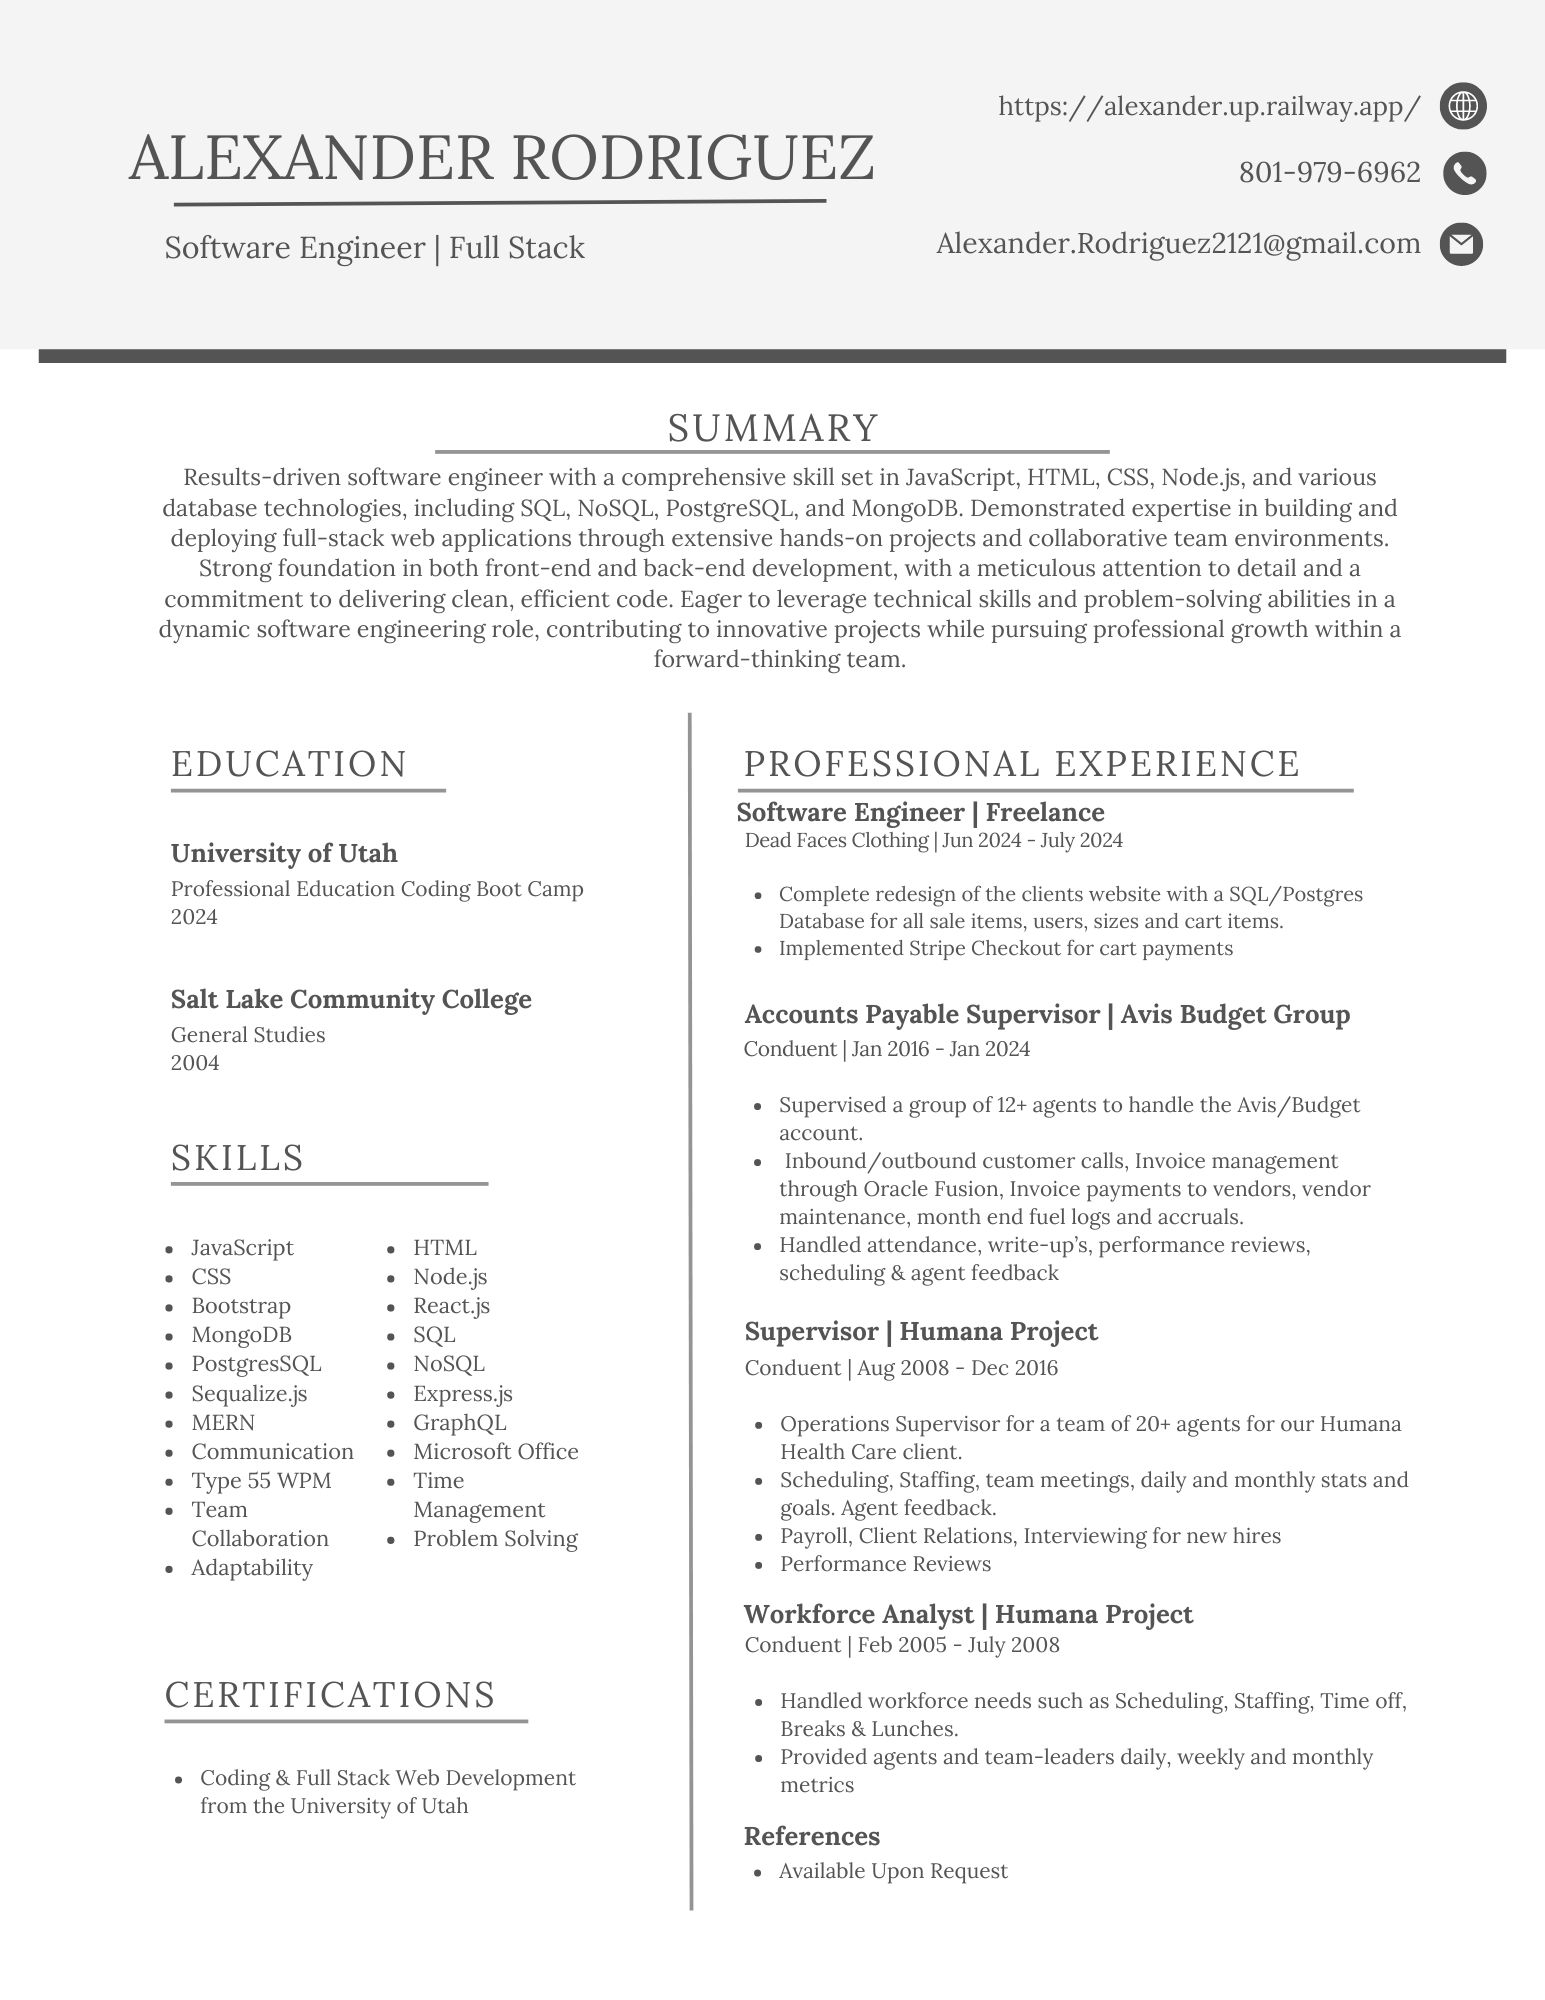 ALEXANDER RODRIGUEZ
Software Engineer | Full Stack
https://alexander.up.railway.app/
801-979-6962
Alexander.Rodriguez2121@gmail.com
SUMMARY
Results-driven software engineer with a comprehensive skill set in JavaScript, HTML, CSS, Node.js, and various
database technologies, including SQL, NoSQL, PostgreSQL, and MongoDB. Demonstrated expertise in building and
deploying full-stack web applications through extensive hands-on projects and collaborative team environments.
Strong foundation in both front-end and back-end development, with a meticulous attention to detail and a
commitment to delivering clean, efficient code. Eager to leverage technical skills and problem-solving abilities in a
dynamic software engineering role, contributing to innovative projects while pursuing professional growth within a
forward-thinking team.
EDUCATION
University of Utah
Professional Education Coding Boot Camp
2024
Salt Lake Community College
General Studies
2004
SKILLS
• JavaScript
• CSS
• Bootstrap
• MongoDB
• PostgresSQL
• Sequalize.js
• MERN
• Communication
• Type 55 WPM
• Team
Collaboration
• Adaptability
• HTML
• Node.js
• React.js
• SQL
• NoSQL
• Express.js
• GraphQL
• Microsoft Office
• Time
Management
• Problem Solving
CERTIFICATIONS
• Coding & Full Stack Web Development
from the University of Utah
PROFESSIONAL EXPERIENCE
Software Engineer | Freelance
Dead Faces Clothing | Jun 2024 - July 2024
• Complete redesign of the clients website with a SQL/Postgres
Database for all sale items, users, sizes and cart items.
• Implemented Stripe Checkout for cart payments
Accounts Payable Supervisor | Avis Budget Group
Conduent | Jan 2016 - Jan 2024
• Supervised a group of 12+ agents to handle the Avis/Budget
account.
• Inbound/outbound customer calls, Invoice management
through Oracle Fusion, Invoice payments to vendors, vendor
maintenance, month end fuel logs and accruals.
• Handled attendance, write-up’s, performance reviews,
scheduling & agent feedback
Supervisor | Humana Project
Conduent | Aug 2008 - Dec 2016
• Operations Supervisor for a team of 20+ agents for our Humana
Health Care client.
• Scheduling, Staffing, team meetings, daily and monthly stats and
goals. Agent feedback.
• Payroll, Client Relations, Interviewing for new hires
• Performance Reviews
Workforce Analyst | Humana Project
Conduent | Feb 2005 - July 2008
• Handled workforce needs such as Scheduling, Staffing, Time off,
Breaks & Lunches.
• Provided agents and team-leaders daily, weekly and monthly
metrics
References
• Available Upon Request